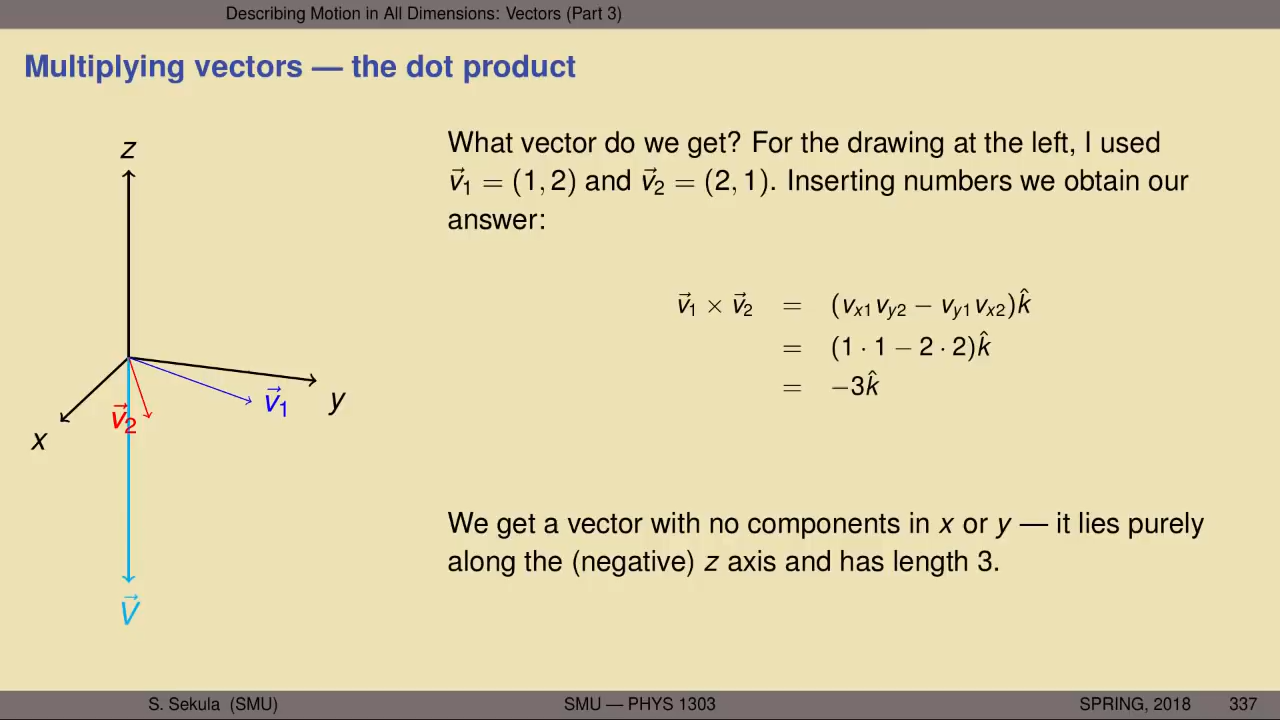 Describing Motion in All Dimensions: Vectors (Part 3)
Multiplying vectors — the dot product
z
y
x
v⃗₁
v⃗₂
V⃗
What vector do we get? For the drawing at the left, I used
v⃗₁ = (1, 2) and v⃗₂ = (2, 1). Inserting numbers we obtain our
answer:
v⃗₁ × v⃗₂ = (vₓ₁vᵧ₂ − vᵧ₁vₓ₂)k̂
= (1 · 1 − 2 · 2)k̂
= −3k̂
We get a vector with no components in x or y — it lies purely
along the (negative) z axis and has length 3.
S. Sekula (SMU) SMU — PHYS 1303 SPRING, 2018 337